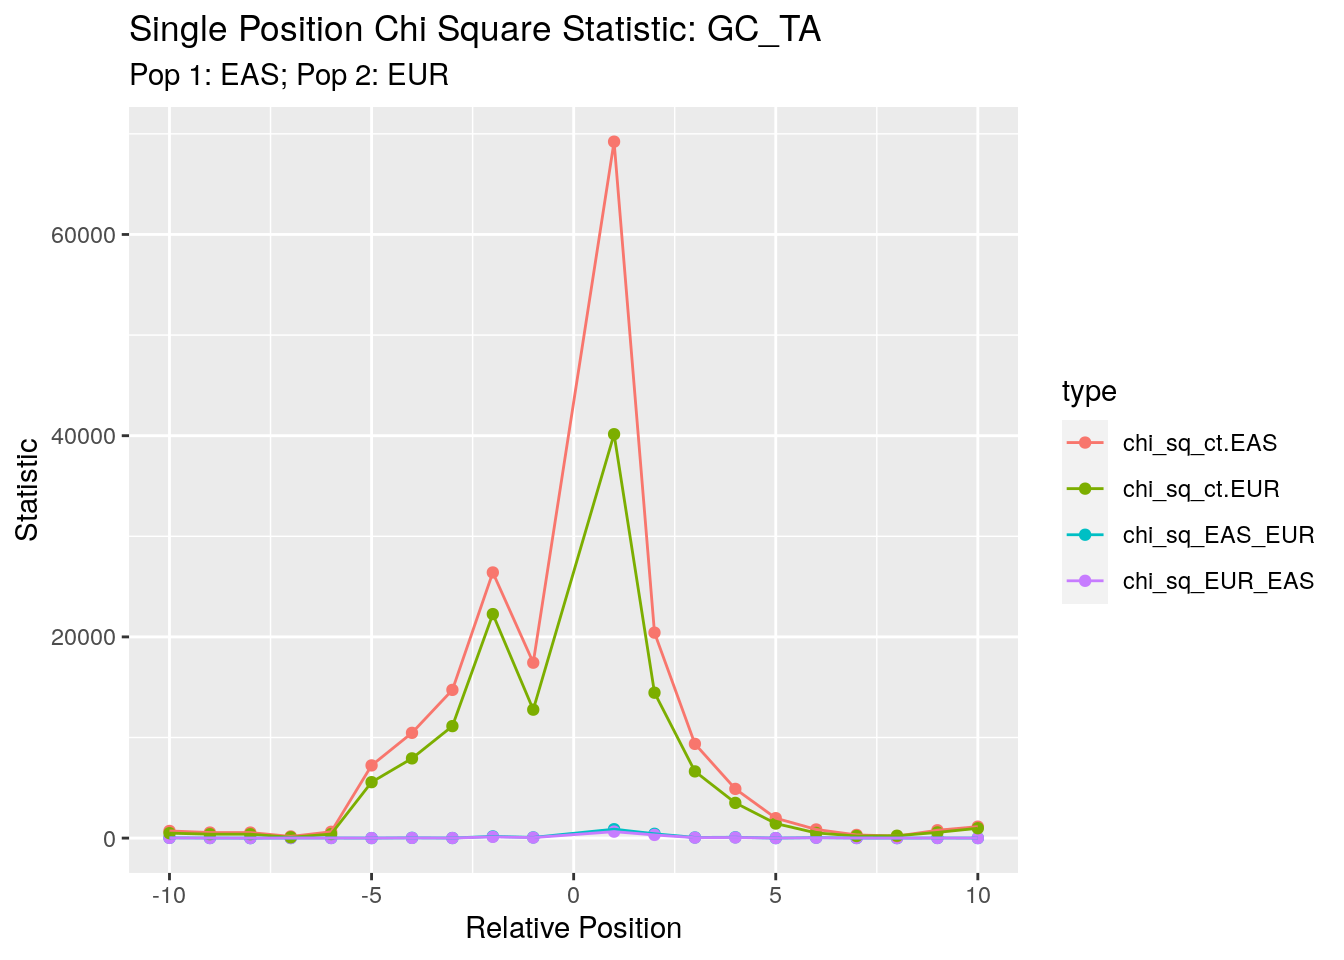 Single Position Chi Square Statistic: GC_TA
Pop 1: EAS; Pop 2: EUR
60000
40000
20000
0
Statistic
-10
-5
0
5
10
Relative Position
type
chi_sq_ct.EAS
chi_sq_ct.EUR
chi_sq_EAS_EUR
chi_sq_EUR_EAS